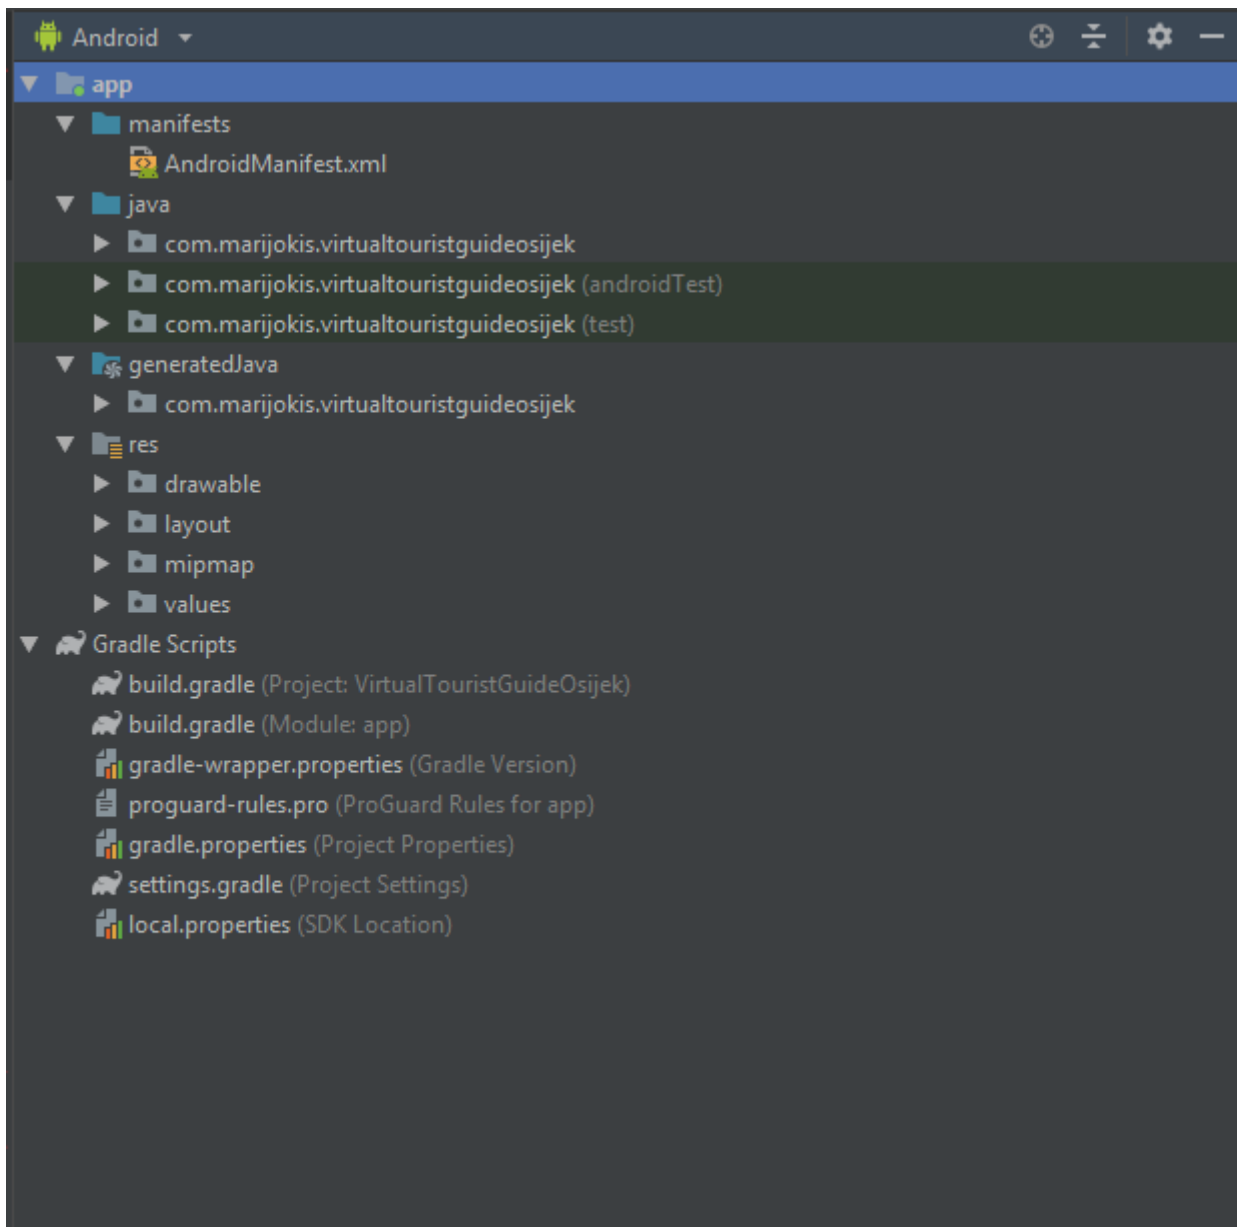 Android
app
manifests
AndroidManifest.xml
java
com.marijokis.virtualtouristguideosijek
com.marijokis.virtualtouristguideosijek (androidTest)
com.marijokis.virtualtouristguideosijek (test)
generatedJava
com.marijokis.virtualtouristguideosijek
res
drawable
layout
mipmap
values
Gradle Scripts
build.gradle (Project: VirtualTouristGuideOsijek)
build.gradle (Module: app)
gradle-wrapper.properties (Gradle Version)
proguard-rules.pro (ProGuard Rules for app)
gradle.properties (Project Properties)
settings.gradle (Project Settings)
local.properties (SDK Location)